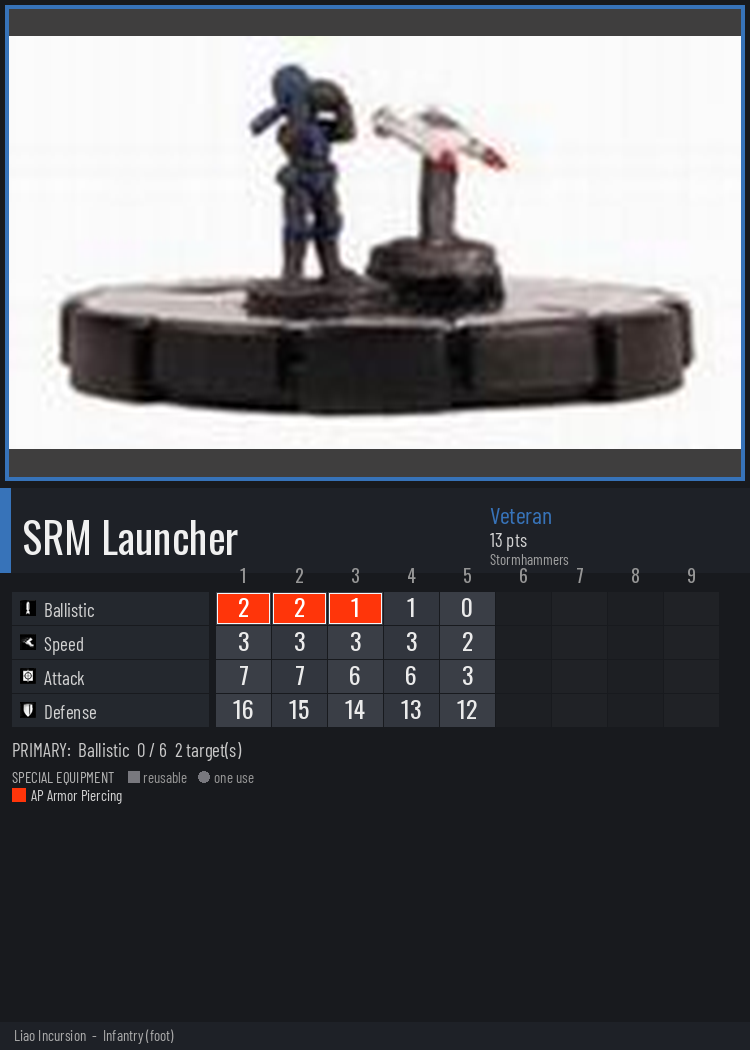 SRM Launcher
Veteran
13 pts
Stormhammers
1 2 3 4 5 6 7 8 9
Ballistic 2 2 1 1 0
Speed 3 3 3 3 2
Attack 7 7 6 6 3
Defense 16 15 14 13 12
PRIMARY: Ballistic 0 / 6 2 target(s)
SPECIAL EQUIPMENT reusable one use
AP Armor Piercing
Liao Incursion - Infantry (foot)